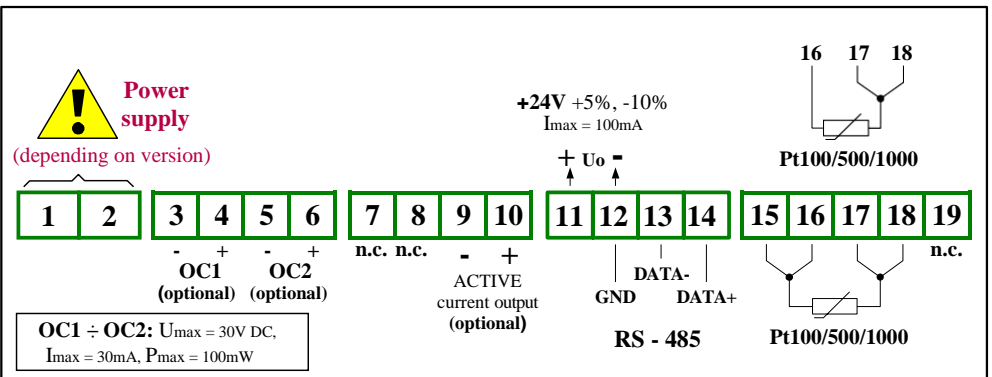 16 17 18
Power
supply
(depending on version)
!
+24V +5%, -10%
Imax = 100mA
+ Uo -
Pt100/500/1000
1 2 3 4 5 6 7 8 9 10 11 12 13 14 15 16 17 18 19
- + - + n.c. n.c. - + n.c.
OC1 OC2
(optional) (optional)
ACTIVE
current output
(optional)
DATA-
GND DATA+
RS - 485
Pt100/500/1000
OC1 ÷ OC2: Umax = 30V DC,
Imax = 30mA, Pmax = 100mW